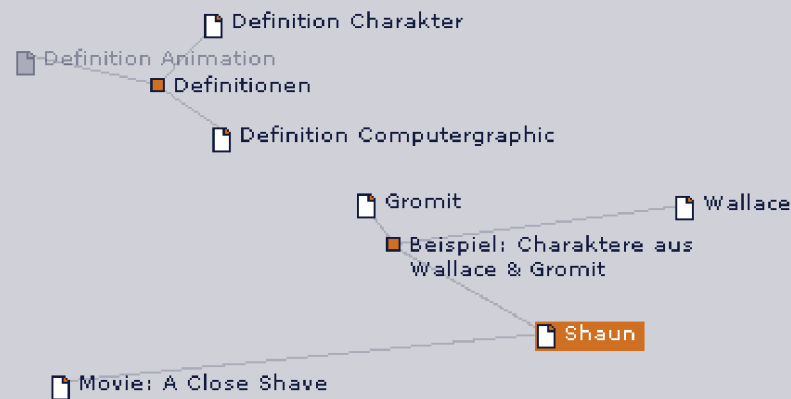 Definition Charakter
Definition Animation
Definitionen
Definition Computergraphic
Gromit
Wallace
Beispiel: Charaktere aus
Wallace & Gromit
Shaun
Movie: A Close Shave